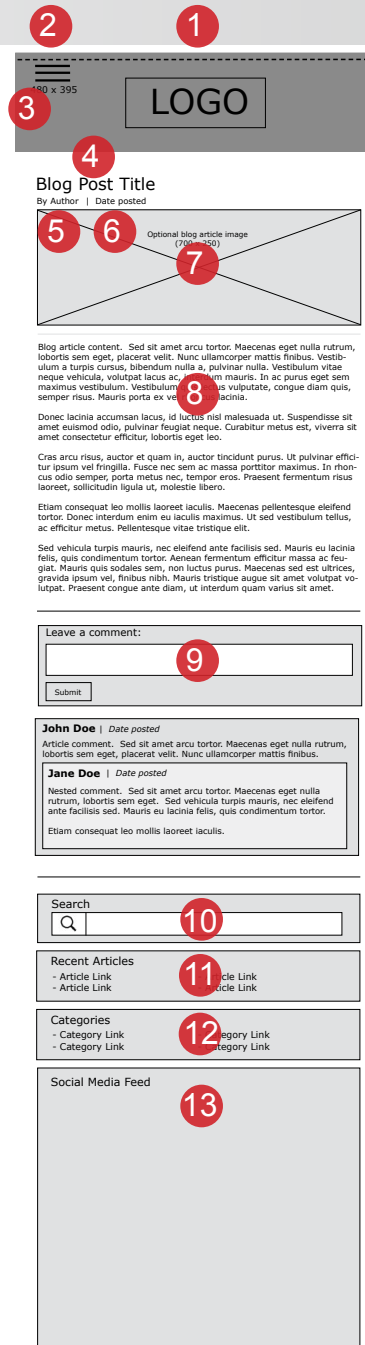 2
1
480 x 395
3
LOGO
4
Blog Post Title
By Author | Date posted
5
6
Optional blog article image
(700 x 250)
7
Blog article content. Sed sit amet arcu tortor. Maecenas eget nulla rutrum,
lobortis sem eget, placerat velit. Nunc ullamcorper mattis finibus. Vestib-
ulum a turpis cursus, bibendum nulla a, pulvinar nulla. Vestibulum vitae
neque vehicula, volutpat lacus ac, interdum mauris. In ac purus eget sem
maximus vestibulum. Vestibulum quis lectus vulputate, congue diam quis,
semper risus. Mauris porta ex vel lacinia.
8
Donec lacinia accumsan lacus, id luctus nisl malesuada ut. Suspendisse sit
amet euismod odio, pulvinar feugiat neque. Curabitur metus est, viverra sit
amet consectetur efficitur, lobortis eget leo.
Cras arcu risus, auctor et quam in, auctor tincidunt purus. Ut pulvinar effici-
tur ipsum vel fringilla. Fusce nec sem ac massa porttitor maximus. In rhon-
cus odio semper, porta metus nec, tempor eros. Praesent fermentum risus
laoreet, sollicitudin ligula ut, molestie libero.
Etiam consequat leo mollis laoreet iaculis. Maecenas pellentesque eleifend
tortor. Donec interdum enim eu iaculis maximus. Ut sed vestibulum tellus,
ac efficitur metus. Pellentesque vitae tristique elit.
Sed vehicula turpis mauris, nec eleifend ante facilisis sed. Mauris eu lacinia
felis, quis condimentum tortor. Aenean fermentum efficitur massa ac feu-
giat. Mauris quis sodales sem, non luctus purus. Maecenas sed est ultrices,
gravida ipsum vel, finibus nibh. Mauris tristique augue sit amet volutpat vo-
lutpat. Praesent congue ante diam, ut interdum quam varius sit amet.
Leave a comment:
9
Submit
John Doe | Date posted
Article comment. Sed sit amet arcu tortor. Maecenas eget nulla rutrum,
lobortis sem eget, placerat velit. Nunc ullamcorper mattis finibus.
Jane Doe | Date posted
Nested comment. Sed sit amet arcu tortor. Maecenas eget nulla
rutrum, lobortis sem eget. Sed vehicula turpis mauris, nec eleifend
ante facilisis sed. Mauris eu lacinia felis, quis condimentum tortor.
Etiam consequat leo mollis laoreet iaculis.
Search
10
Recent Articles
- Article Link - Article Link
- Article Link - Article Link
11
Categories
- Category Link - Category Link
- Category Link - Category Link
12
Social Media Feed
13